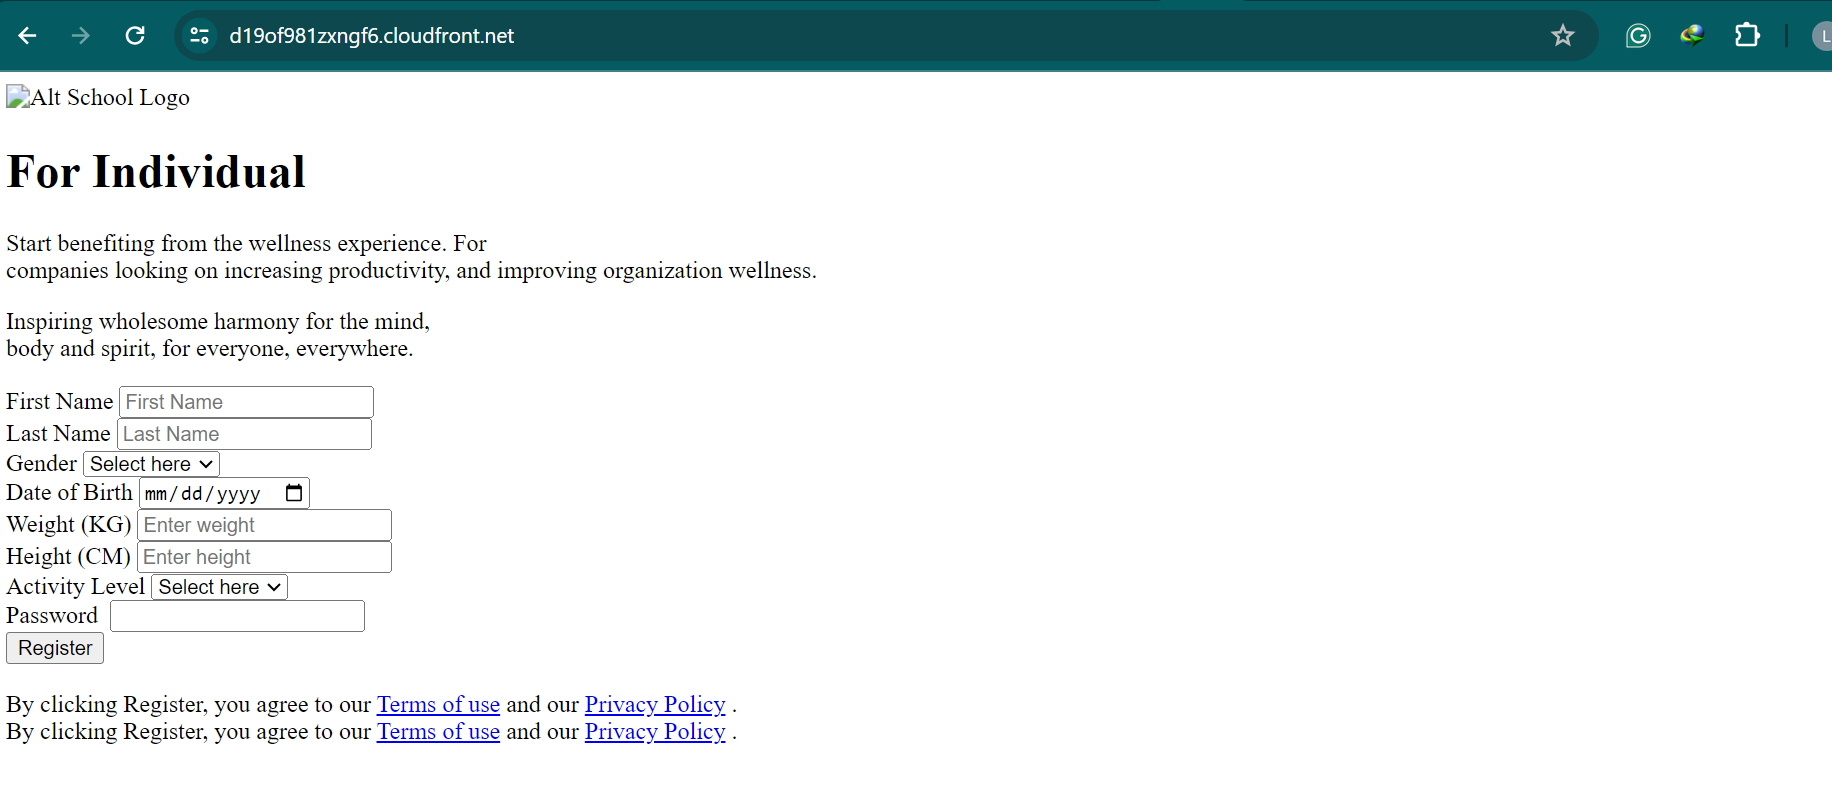 d19of981zxngf6.cloudfront.net
L
Alt School Logo
For Individual
Start benefiting from the wellness experience. For
companies looking on increasing productivity, and improving organization wellness.
Inspiring wholesome harmony for the mind,
body and spirit, for everyone, everywhere.
First Name First Name
Last Name Last Name
Gender Select here
Date of Birth mm/dd/yyyy
Weight (KG) Enter weight
Height (CM) Enter height
Activity Level Select here
Password
Register
By clicking Register, you agree to our Terms of use and our Privacy Policy .
By clicking Register, you agree to our Terms of use and our Privacy Policy .